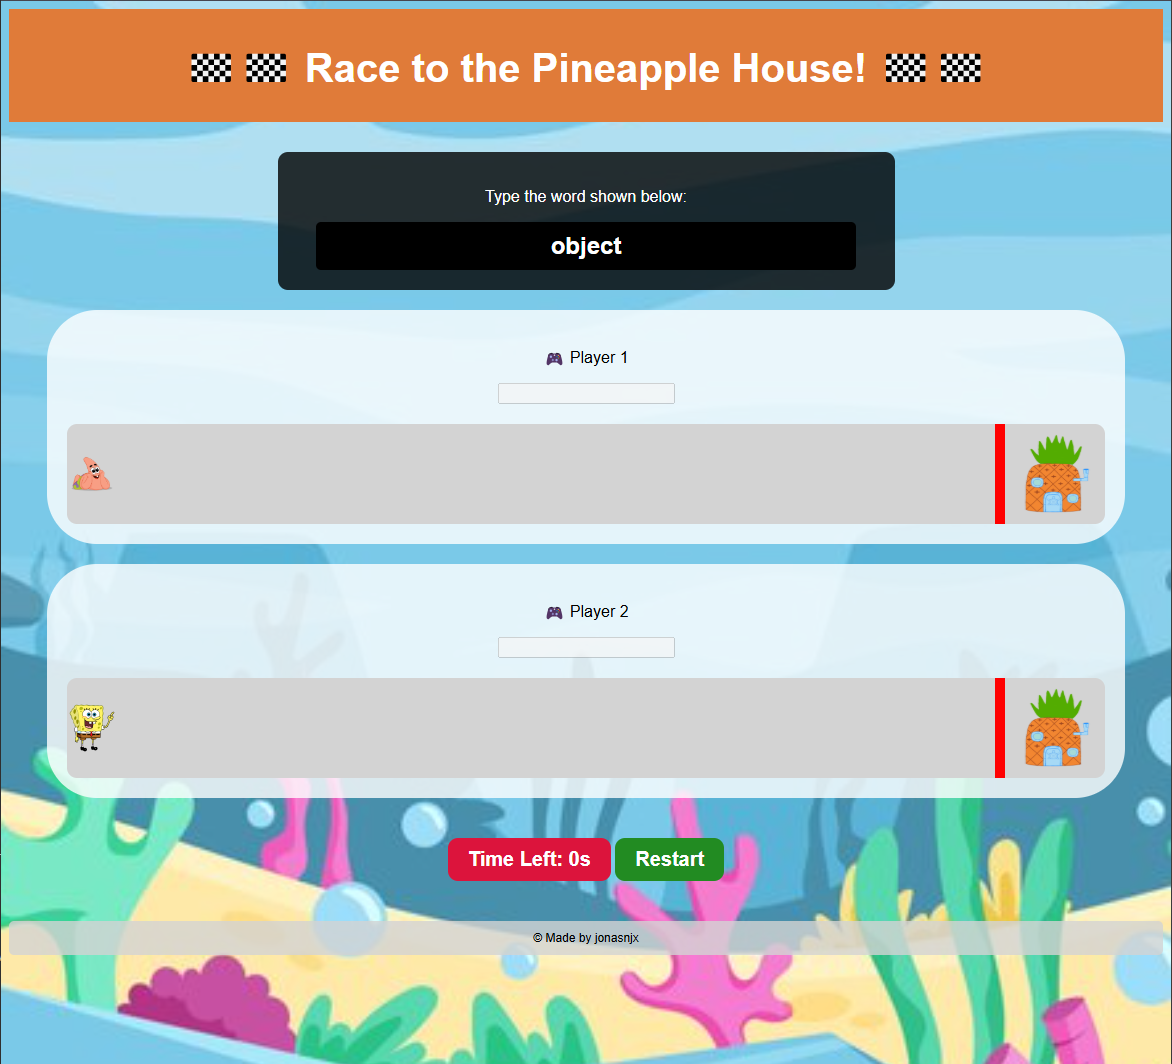 Race to the Pineapple House!
Type the word shown below:
object
Player 1
Player 2
Time Left: 0s
Restart
© Made by jonasnjx